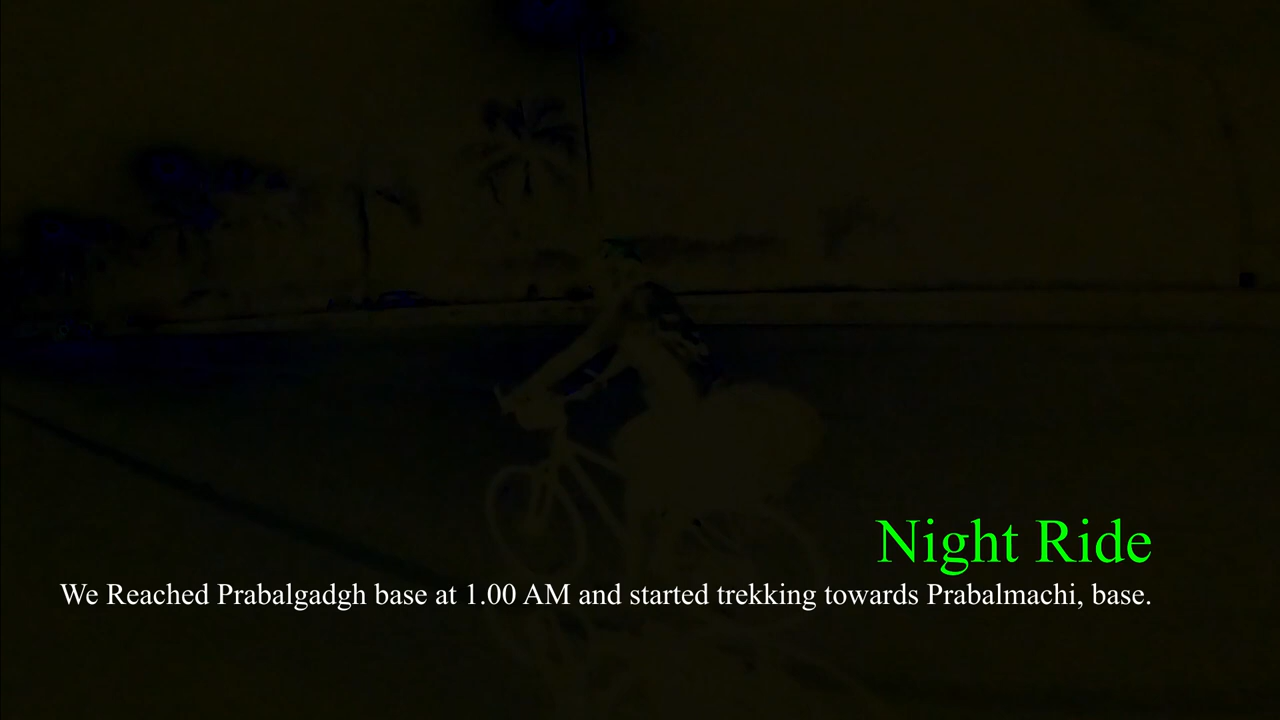 Night Ride
We Reached Prabalgadgh base at 1.00 AM and started trekking towards Prabalmachi, base.